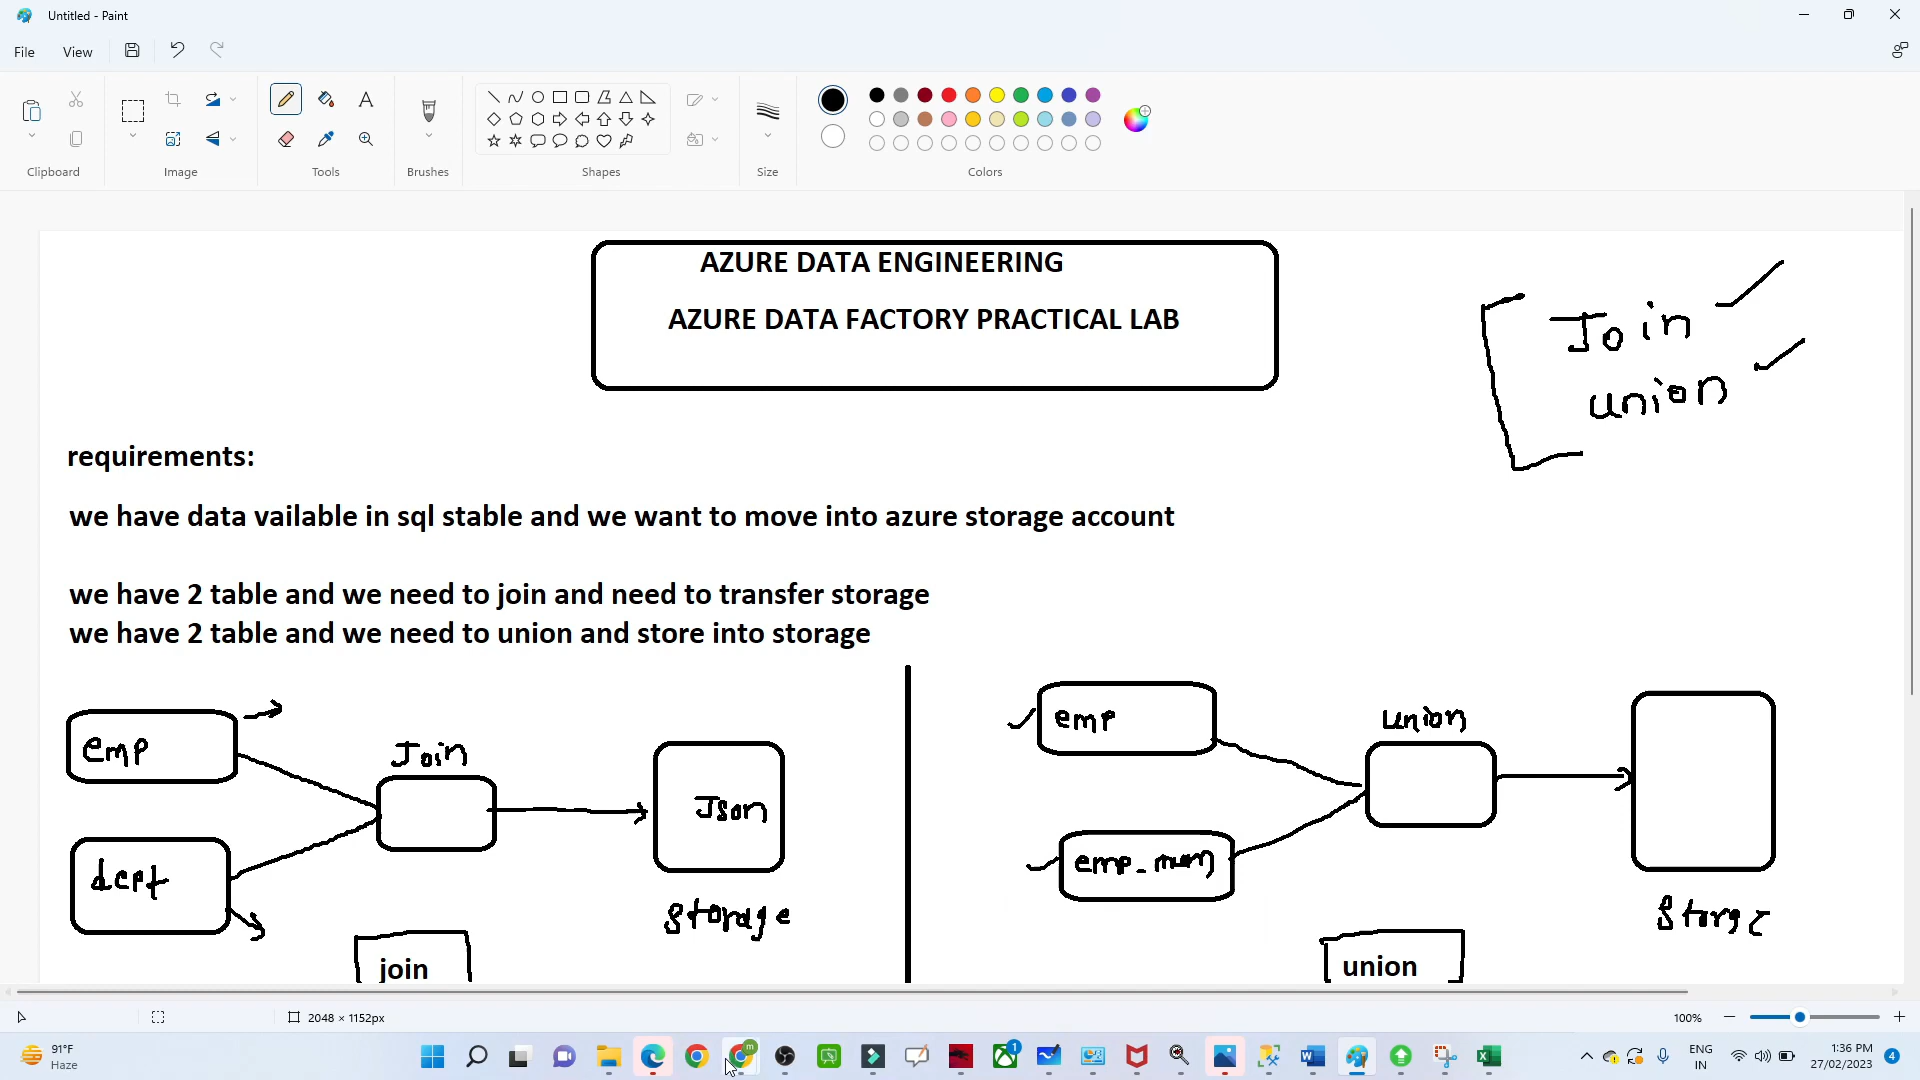 Untitled - Paint
File
View
Clipboard
Image
Tools
Brushes
Shapes
Size
Colors
AZURE DATA ENGINEERING
AZURE DATA FACTORY PRACTICAL LAB
Join
union
requirements:
we have data vailable in sql stable and we want to move into azure storage account
we have 2 table and we need to join and need to transfer storage
we have 2 table and we need to union and store into storage
emp
Join
Json
dept
storage
join
emp
union
emp_mum
storge
union
2048 × 1152px
100%
91°F
Haze
m
1
ENG
IN
1:36 PM
27/02/2023
4